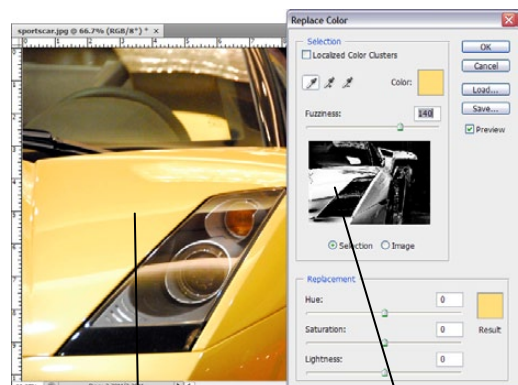 Replace Color
sportscar.jpg @ 66.7% (RGB/8*) * ×
Selection
Localized Color Clusters
OK
Cancel
Color:
Load...
Fuzziness: 140
Save...
Preview
Selection Image
Replacement
Hue: 0
Result
Saturation: 0
Lightness: 0